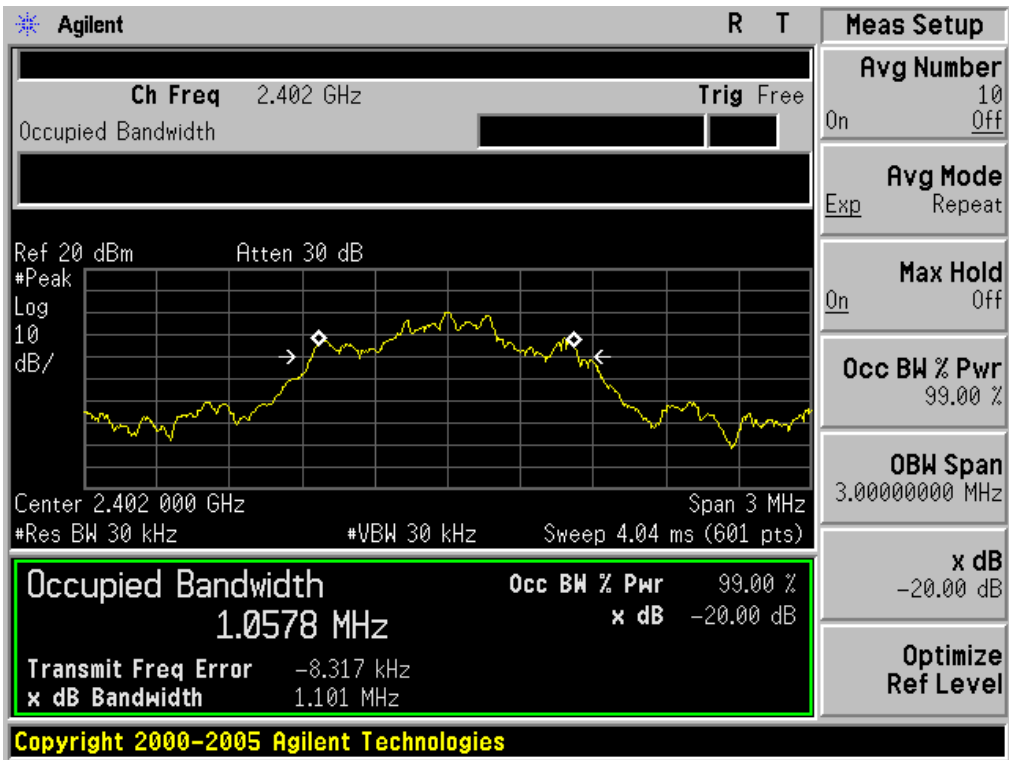 Agilent R T
Ch Freq 2.402 GHz Trig Free
Occupied Bandwidth
Ref 20 dBm Atten 30 dB
#Peak
Log
10
dB/
Center 2.402 000 GHz Span 3 MHz
#Res BW 30 kHz #VBW 30 kHz Sweep 4.04 ms (601 pts)
Occupied Bandwidth Occ BW % Pwr 99.00 %
1.0578 MHz x dB -20.00 dB
Transmit Freq Error -8.317 kHz
x dB Bandwidth 1.101 MHz
Copyright 2000-2005 Agilent Technologies
Meas Setup
Avg Number
10
On Off
Avg Mode
Exp Repeat
Max Hold
On Off
Occ BW % Pwr
99.00 %
OBW Span
3.00000000 MHz
x dB
-20.00 dB
Optimize
Ref Level